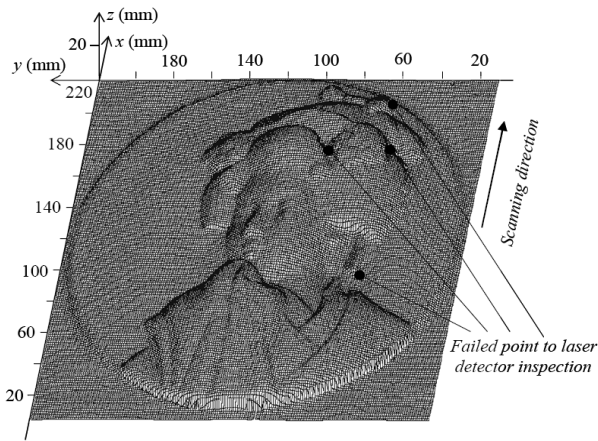 z (mm)
20
x (mm)
y (mm)
180
140
100
60
20
220
180
140
100
60
20
Scanning direction
Failed point to laser
detector inspection